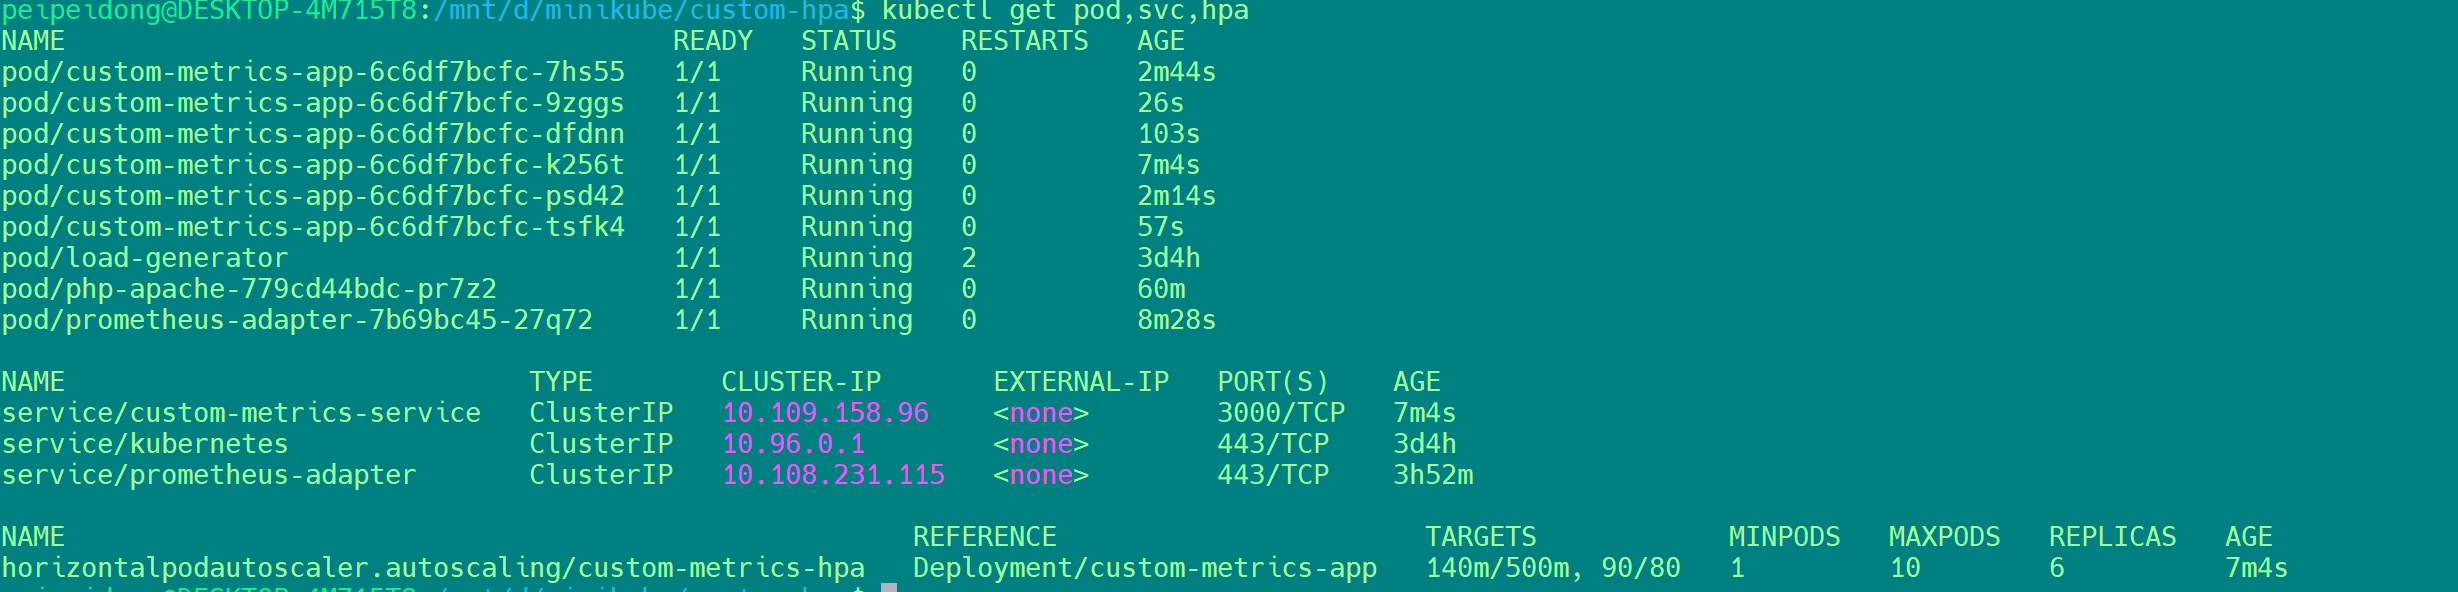 peipeidong@DESKTOP-4M715T8:/mnt/d/minikube/custom-hpa$ kubectl get pod,svc,hpa
NAME READY STATUS RESTARTS AGE
pod/custom-metrics-app-6c6df7bcfc-7hs55 1/1 Running 0 2m44s
pod/custom-metrics-app-6c6df7bcfc-9zggs 1/1 Running 0 26s
pod/custom-metrics-app-6c6df7bcfc-dfdnn 1/1 Running 0 103s
pod/custom-metrics-app-6c6df7bcfc-k256t 1/1 Running 0 7m4s
pod/custom-metrics-app-6c6df7bcfc-psd42 1/1 Running 0 2m14s
pod/custom-metrics-app-6c6df7bcfc-tsfk4 1/1 Running 0 57s
pod/load-generator 1/1 Running 2 3d4h
pod/php-apache-779cd44bdc-pr7z2 1/1 Running 0 60m
pod/prometheus-adapter-7b69bc45-27q72 1/1 Running 0 8m28s
NAME TYPE CLUSTER-IP EXTERNAL-IP PORT(S) AGE
service/custom-metrics-service ClusterIP 10.109.158.96 <none> 3000/TCP 7m4s
service/kubernetes ClusterIP 10.96.0.1 <none> 443/TCP 3d4h
service/prometheus-adapter ClusterIP 10.108.231.115 <none> 443/TCP 3h52m
NAME REFERENCE TARGETS MINPODS MAXPODS REPLICAS AGE
horizontalpodautoscaler.autoscaling/custom-metrics-hpa Deployment/custom-metrics-app 140m/500m, 90/80 1 10 6 7m4s